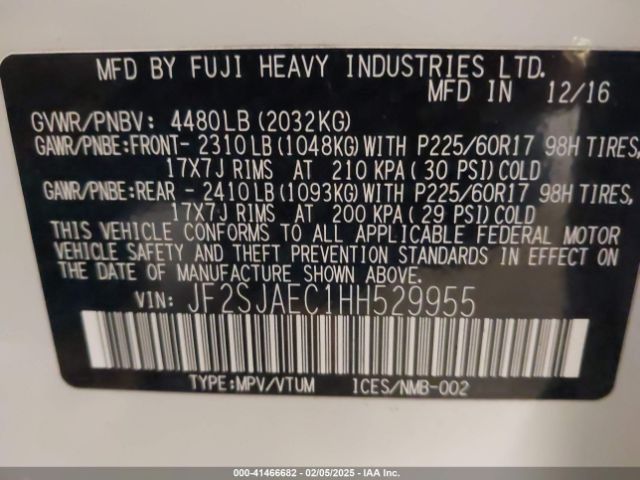 MFD BY FUJI HEAVY INDUSTRIES LTD.
MFD IN 12/16
GVWR/PNBV: 4480LB (2032KG)
GAWR/PNBE:FRONT- 2310LB (1048KG)WITH P225/60R17 98H TIRES,
17X7J RIMS AT 210 KPA( 30 PSI)COLD
GAWR/PNBE:REAR - 2410LB (1093KG)WITH P225/60R17 98H TIRES,
17X7J RIMS AT 200 KPA( 29 PSI)COLD
THIS VEHICLE CONFORMS TO ALL APPLICABLE FEDERAL MOTOR
VEHICLE SAFETY AND THEFT PREVENTION STANDARDS IN EFFECT ON
THE DATE OF MANUFACTURE SHOWN ABOVE.
VIN: JF2SJAEC1HH529955
TYPE:MPV/VTUM ICES/NMB-002
000-41466682 - 02/05/2025 - IAA Inc.